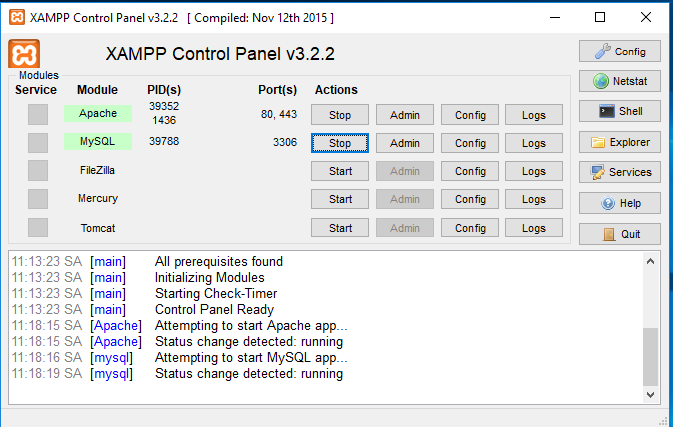 XAMPP Control Panel v3.2.2 [ Compiled: Nov 12th 2015 ]
XAMPP Control Panel v3.2.2
Config
Modules
Service Module PID(s) Port(s) Actions
Netstat
Apache 39352 1436 80, 443 Stop Admin Config Logs
Shell
MySQL 39788 3306 Stop Admin Config Logs
Explorer
FileZilla Start Admin Config Logs
Services
Mercury Start Admin Config Logs
Help
Tomcat Start Admin Config Logs
Quit
11:13:23 SA [main] All prerequisites found
11:13:23 SA [main] Initializing Modules
11:13:23 SA [main] Starting Check-Timer
11:13:23 SA [main] Control Panel Ready
11:18:15 SA [Apache] Attempting to start Apache app...
11:18:15 SA [Apache] Status change detected: running
11:18:16 SA [mysql] Attempting to start MySQL app...
11:18:19 SA [mysql] Status change detected: running